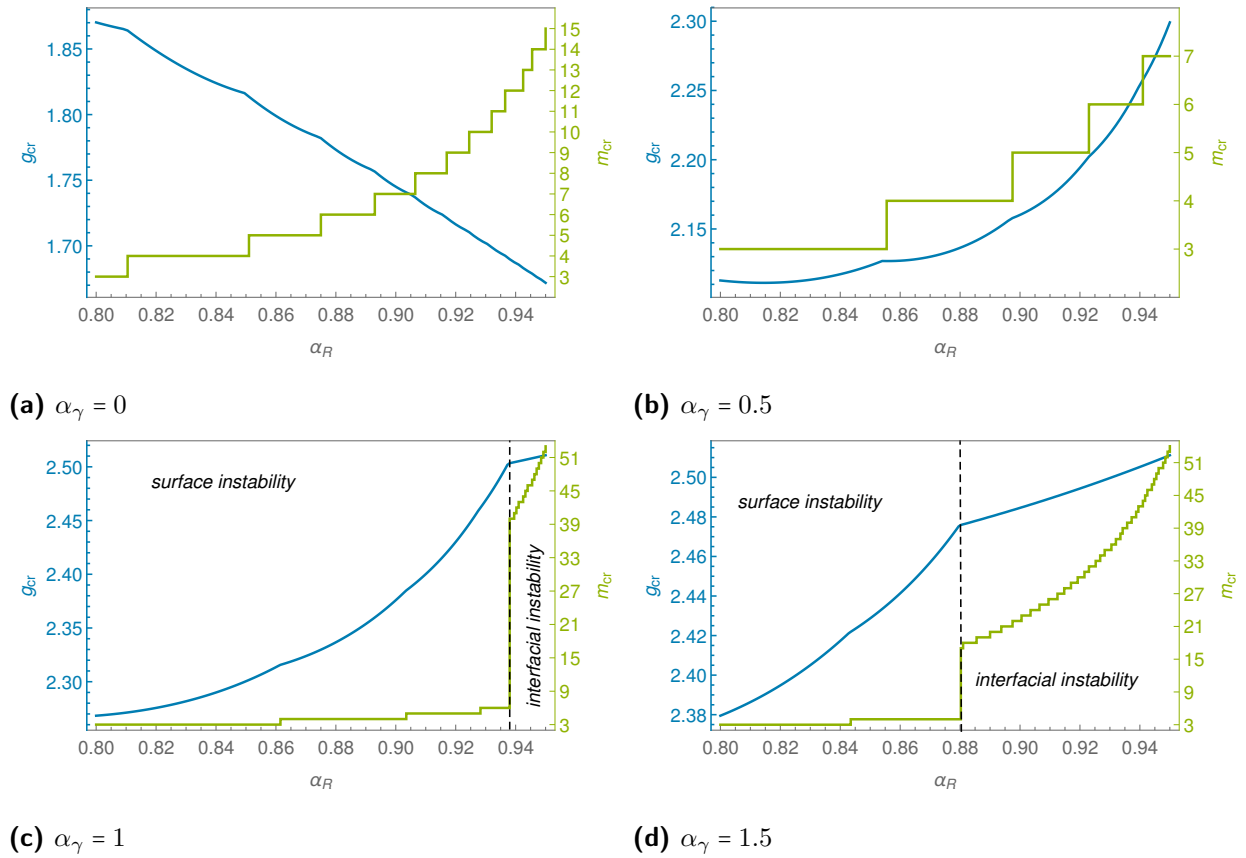 1.85
1.80
1.75
1.70
g_cr
15
14
13
12
10
9
8
7
6
5
4
3
m_cr
0.80 0.82 0.84 0.86 0.88 0.90 0.92 0.94
α_R
(a) α_γ = 0
2.30
2.25
2.20
2.15
g_cr
7
6
5
4
3
m_cr
0.80 0.82 0.84 0.86 0.88 0.90 0.92 0.94
α_R
(b) α_γ = 0.5
2.50
2.45
2.40
2.35
2.30
g_cr
surface instability
interfacial instability
51
45
39
33
27
21
15
9
3
m_cr
0.80 0.82 0.84 0.86 0.88 0.90 0.92 0.94
α_R
(c) α_γ = 1
2.50
2.48
2.46
2.44
2.42
2.40
2.38
g_cr
surface instability
interfacial instability
51
45
39
33
27
21
15
9
3
m_cr
0.80 0.82 0.84 0.86 0.88 0.90 0.92 0.94
α_R
(d) α_γ = 1.5